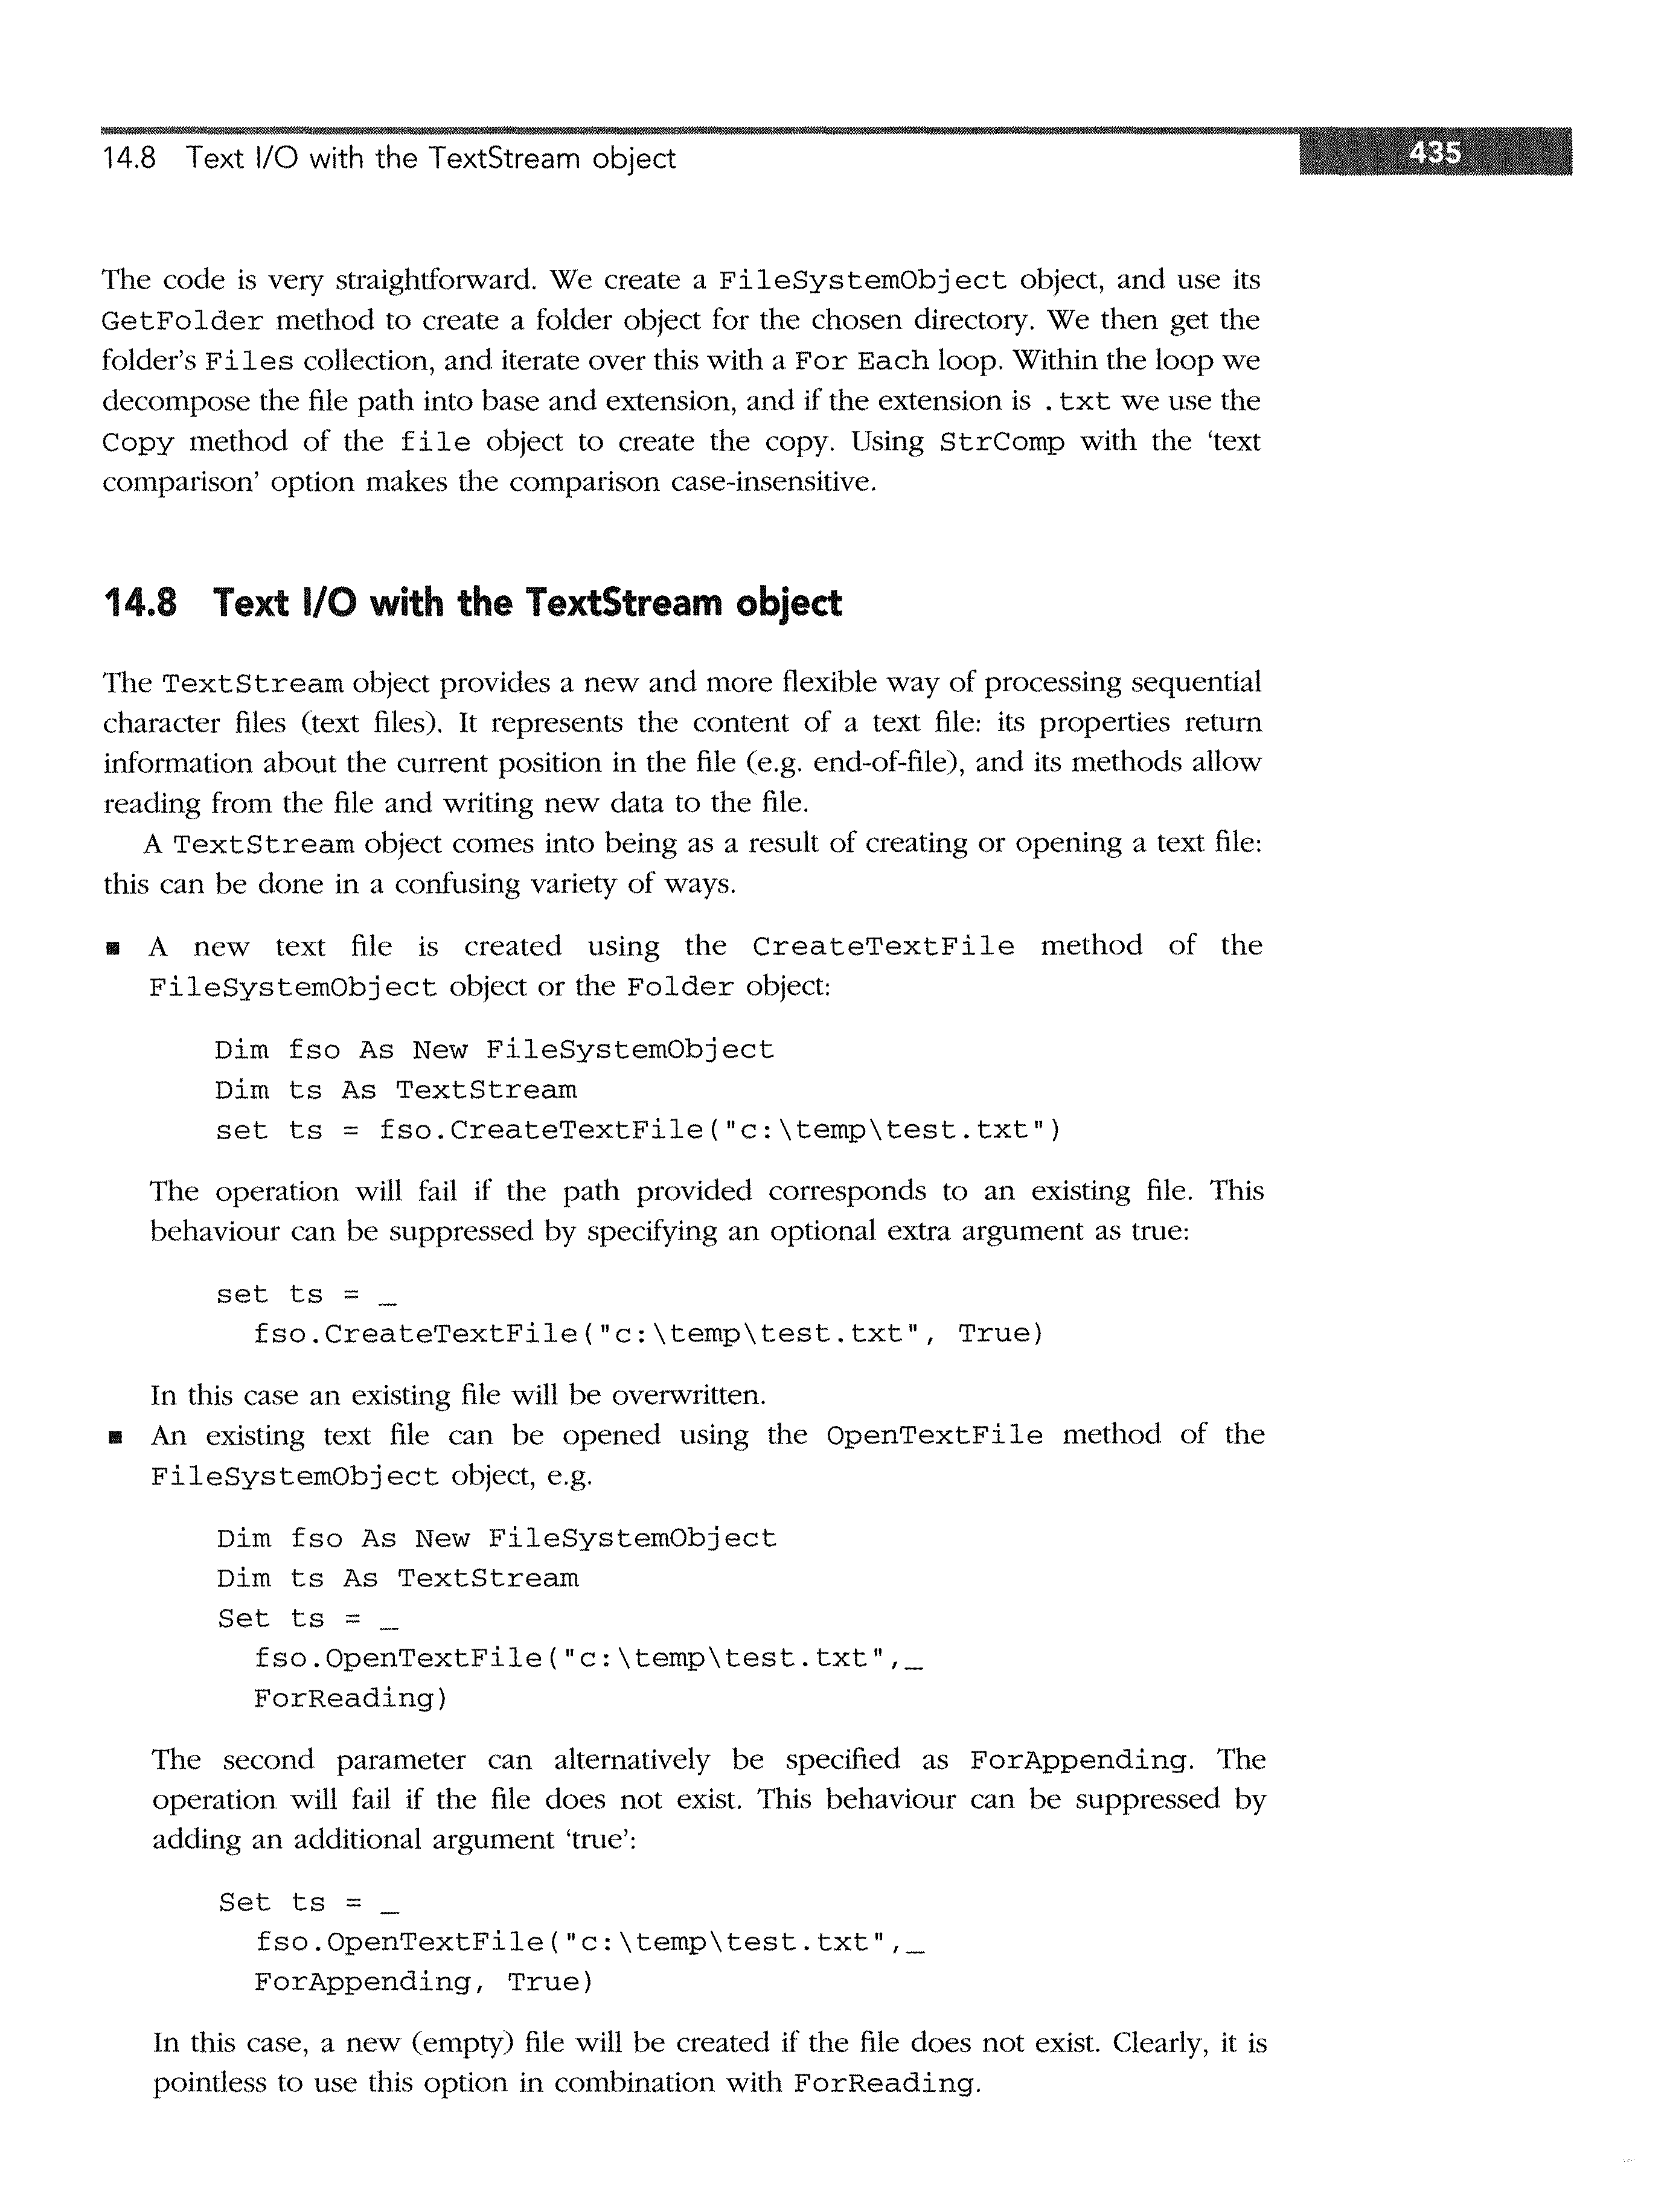 14.8 Text I/O with the TextStream object
435
The code is very straightforward. We create a FileSystemObject object, and use its
GetFolder method to create a folder object for the chosen directory. We then get the
folder's Files collection, and iterate over this with a For Each loop. Within the loop we
decompose the file path into base and extension, and if the extension is .txt we use the
Copy method of the file object to create the copy. Using StrComp with the 'text
comparison' option makes the comparison case-insensitive.
14.8 Text I/O with the TextStream object
The TextStream object provides a new and more flexible way of processing sequential
character files (text files). It represents the content of a text file: its properties return
information about the current position in the file (e.g. end-of-file), and its methods allow
reading from the file and writing new data to the file.
A TextStream object comes into being as a result of creating or opening a text file:
this can be done in a confusing variety of ways.
■ A new text file is created using the CreateTextFile method of the
FileSystemObject object or the Folder object:
Dim fso As New FileSystemObject
Dim ts As TextStream
set ts = fso.CreateTextFile("c:\temp\test.txt")
The operation will fail if the path provided corresponds to an existing file. This
behaviour can be suppressed by specifying an optional extra argument as true:
set ts = _
fso.CreateTextFile("c:\temp\test.txt", True)
In this case an existing file will be overwritten.
■ An existing text file can be opened using the OpenTextFile method of the
FileSystemObject object, e.g.
Dim fso As New FileSystemObject
Dim ts As TextStream
Set ts = _
fso.OpenTextFile("c:\temp\test.txt",_
ForReading)
The second parameter can alternatively be specified as ForAppending. The
operation will fail if the file does not exist. This behaviour can be suppressed by
adding an additional argument 'true':
Set ts = _
fso.OpenTextFile("c:\temp\test.txt",_
ForAppending, True)
In this case, a new (empty) file will be created if the file does not exist. Clearly, it is
pointless to use this option in combination with ForReading.